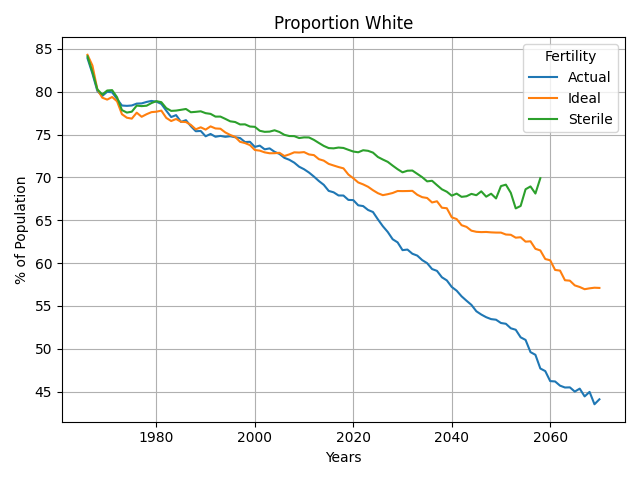 Proportion White
% of Population
85
80
75
70
65
60
55
50
45
Fertility
Actual
Ideal
Sterile
1980
2000
2020
2040
2060
Years